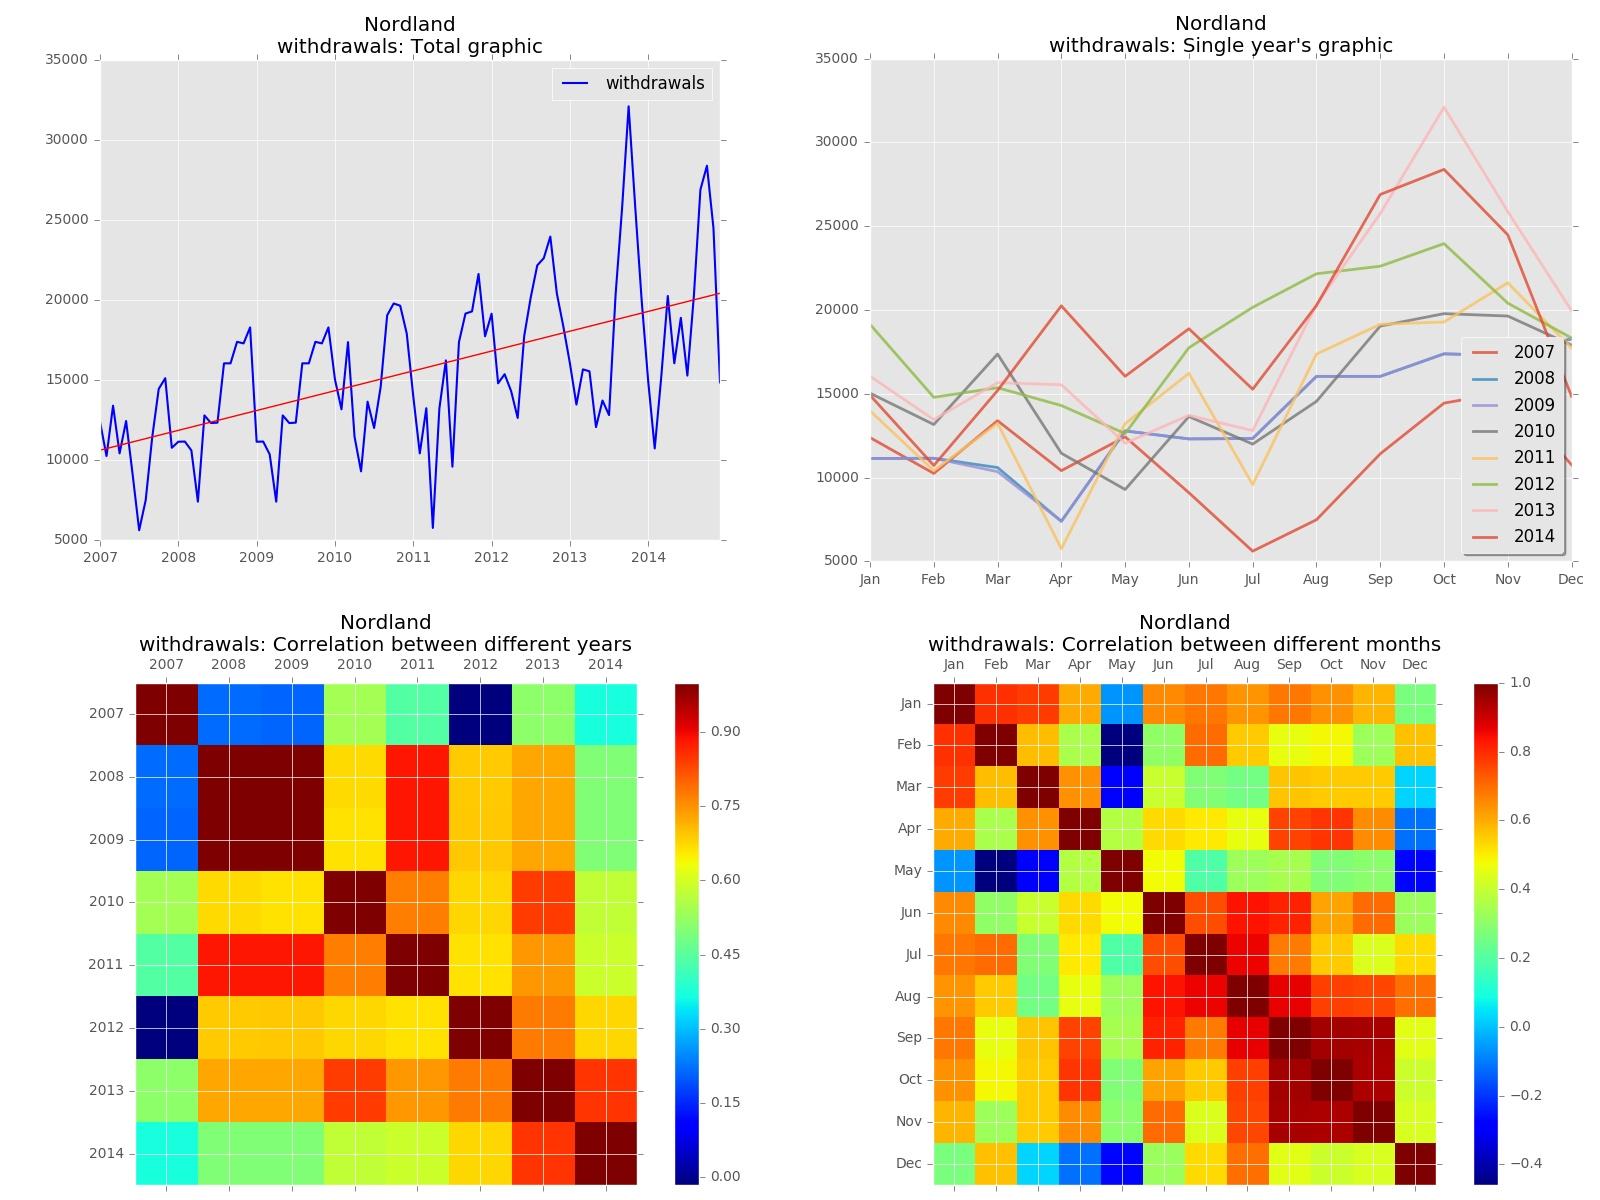 Nordland
withdrawals: Total graphic
35000
30000
25000
20000
15000
10000
5000
withdrawals
2007 2008 2009 2010 2011 2012 2013 2014
Nordland
withdrawals: Single year's graphic
35000
30000
25000
20000
15000
10000
5000
2007
2008
2009
2010
2011
2012
2013
2014
Jan Feb Mar Apr May Jun Jul Aug Sep Oct Nov Dec
Nordland
withdrawals: Correlation between different years
2007 2008 2009 2010 2011 2012 2013 2014
2007
2008
2009
2010
2011
2012
2013
2014
0.90
0.75
0.60
0.45
0.30
0.15
0.00
Nordland
withdrawals: Correlation between different months
Jan Feb Mar Apr May Jun Jul Aug Sep Oct Nov Dec
Jan
Feb
Mar
Apr
May
Jun
Jul
Aug
Sep
Oct
Nov
Dec
1.0
0.8
0.6
0.4
0.2
0.0
−0.2
−0.4